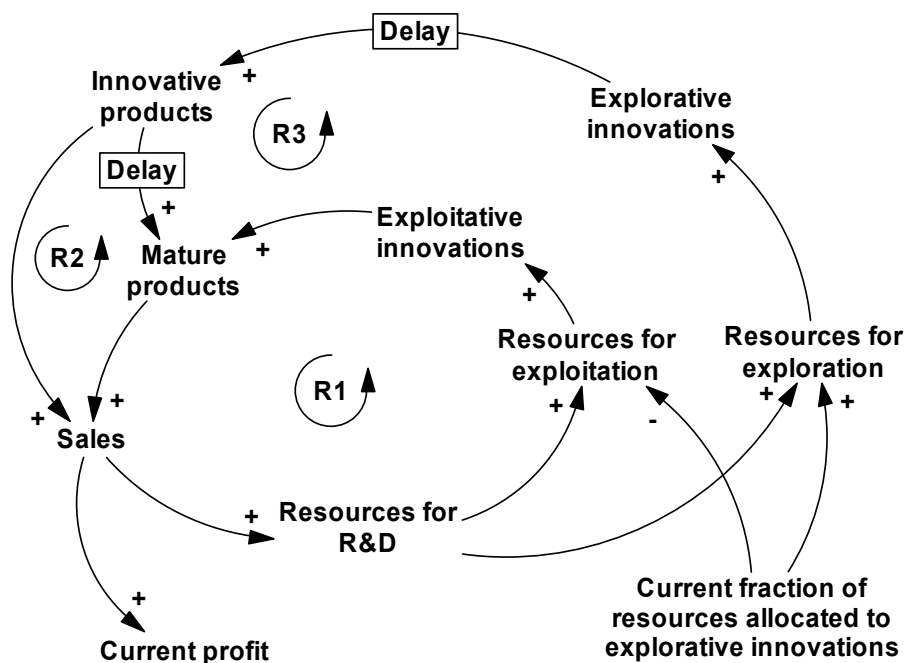 Delay
+
Innovative
products
Explorative
innovations
R3
Delay
+
+
Exploitative
innovations
+
R2
Mature
products
+
Resources for
exploitation
Resources for
exploration
R1
+
+
-
+
+
+
+
Sales
+
Resources for
R&D
+
Current profit
Current fraction of
resources allocated to
explorative innovations